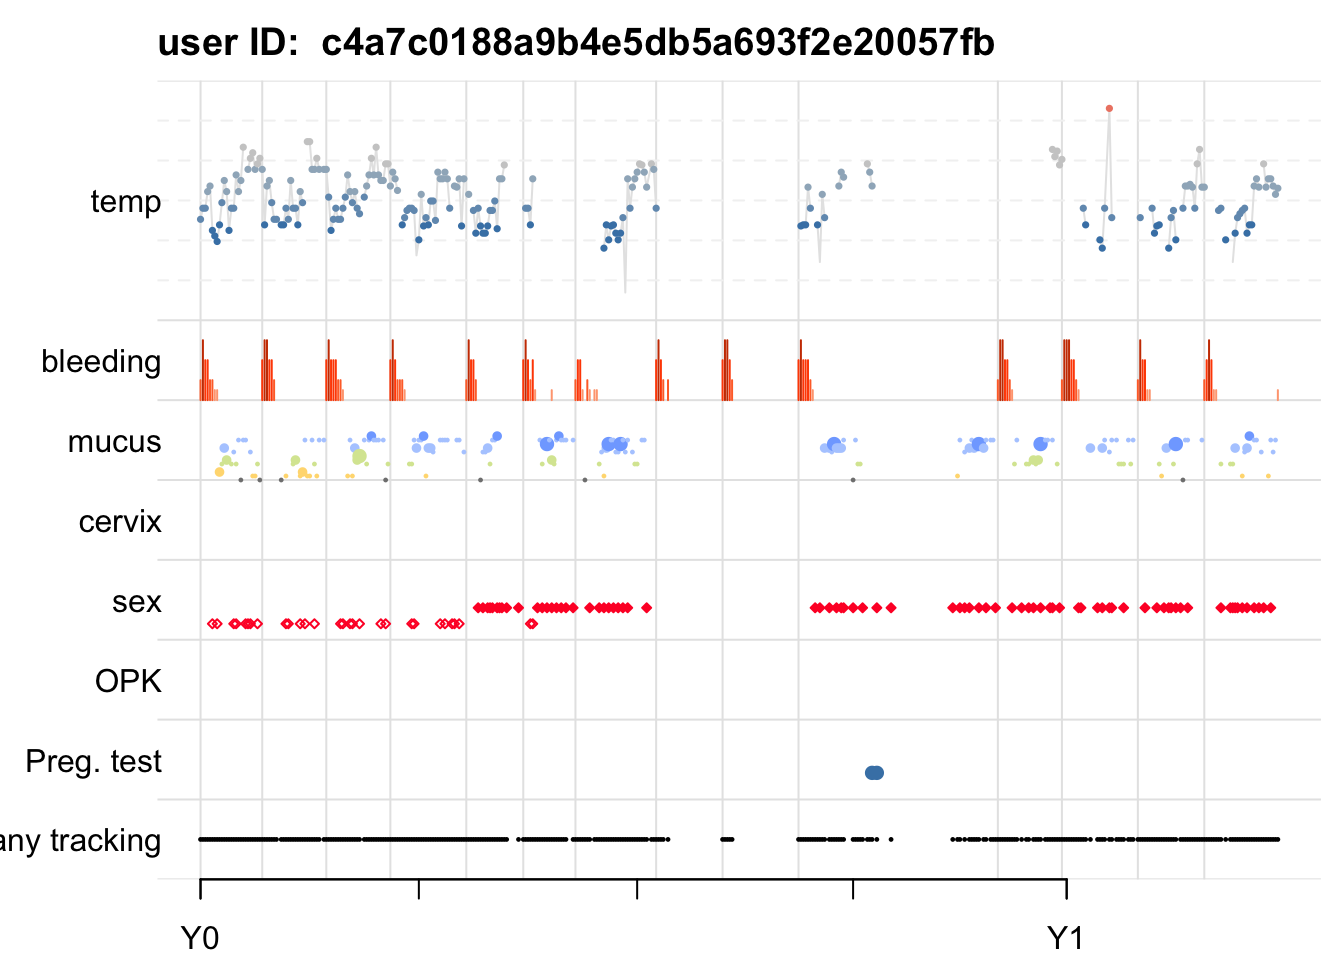 user ID:  c4a7c0188a9b4e5db5a693f2e20057fb
temp
bleeding
mucus
cervix
sex
OPK
Preg. test
any tracking
Y0
Y1